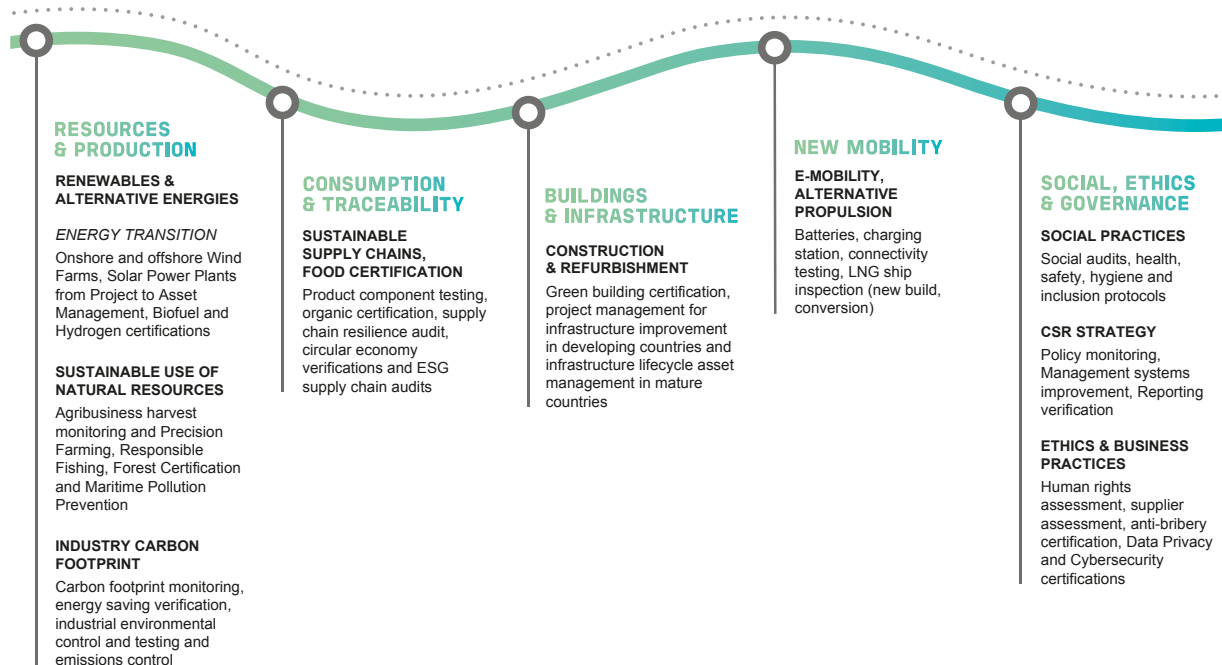 RESOURCES
& PRODUCTION
RENEWABLES &
ALTERNATIVE ENERGIES
ENERGY TRANSITION
Onshore and offshore Wind
Farms, Solar Power Plants
from Project to Asset
Management, Biofuel and
Hydrogen certifications
SUSTAINABLE USE OF
NATURAL RESOURCES
Agribusiness harvest
monitoring and Precision
Farming, Responsible
Fishing, Forest Certification
and Maritime Pollution
Prevention
INDUSTRY CARBON
FOOTPRINT
Carbon footprint monitoring,
energy saving verification,
industrial environmental
control and testing and
emissions control
CONSUMPTION
& TRACEABILITY
SUSTAINABLE
SUPPLY CHAINS,
FOOD CERTIFICATION
Product component testing,
organic certification, supply
chain resilience audit,
circular economy
verifications and ESG
supply chain audits
BUILDINGS
& INFRASTRUCTURE
CONSTRUCTION
& REFURBISHMENT
Green building certification,
project management for
infrastructure improvement
in developing countries and
infrastructure lifecycle asset
management in mature
countries
NEW MOBILITY
E-MOBILITY,
ALTERNATIVE
PROPULSION
Batteries, charging
station, connectivity
testing, LNG ship
inspection (new build,
conversion)
SOCIAL, ETHICS
& GOVERNANCE
SOCIAL PRACTICES
Social audits, health,
safety, hygiene and
inclusion protocols
CSR STRATEGY
Policy monitoring,
Management systems
improvement, Reporting
verification
ETHICS & BUSINESS
PRACTICES
Human rights
assessment, supplier
assessment, anti-bribery
certification, Data Privacy
and Cybersecurity
certifications